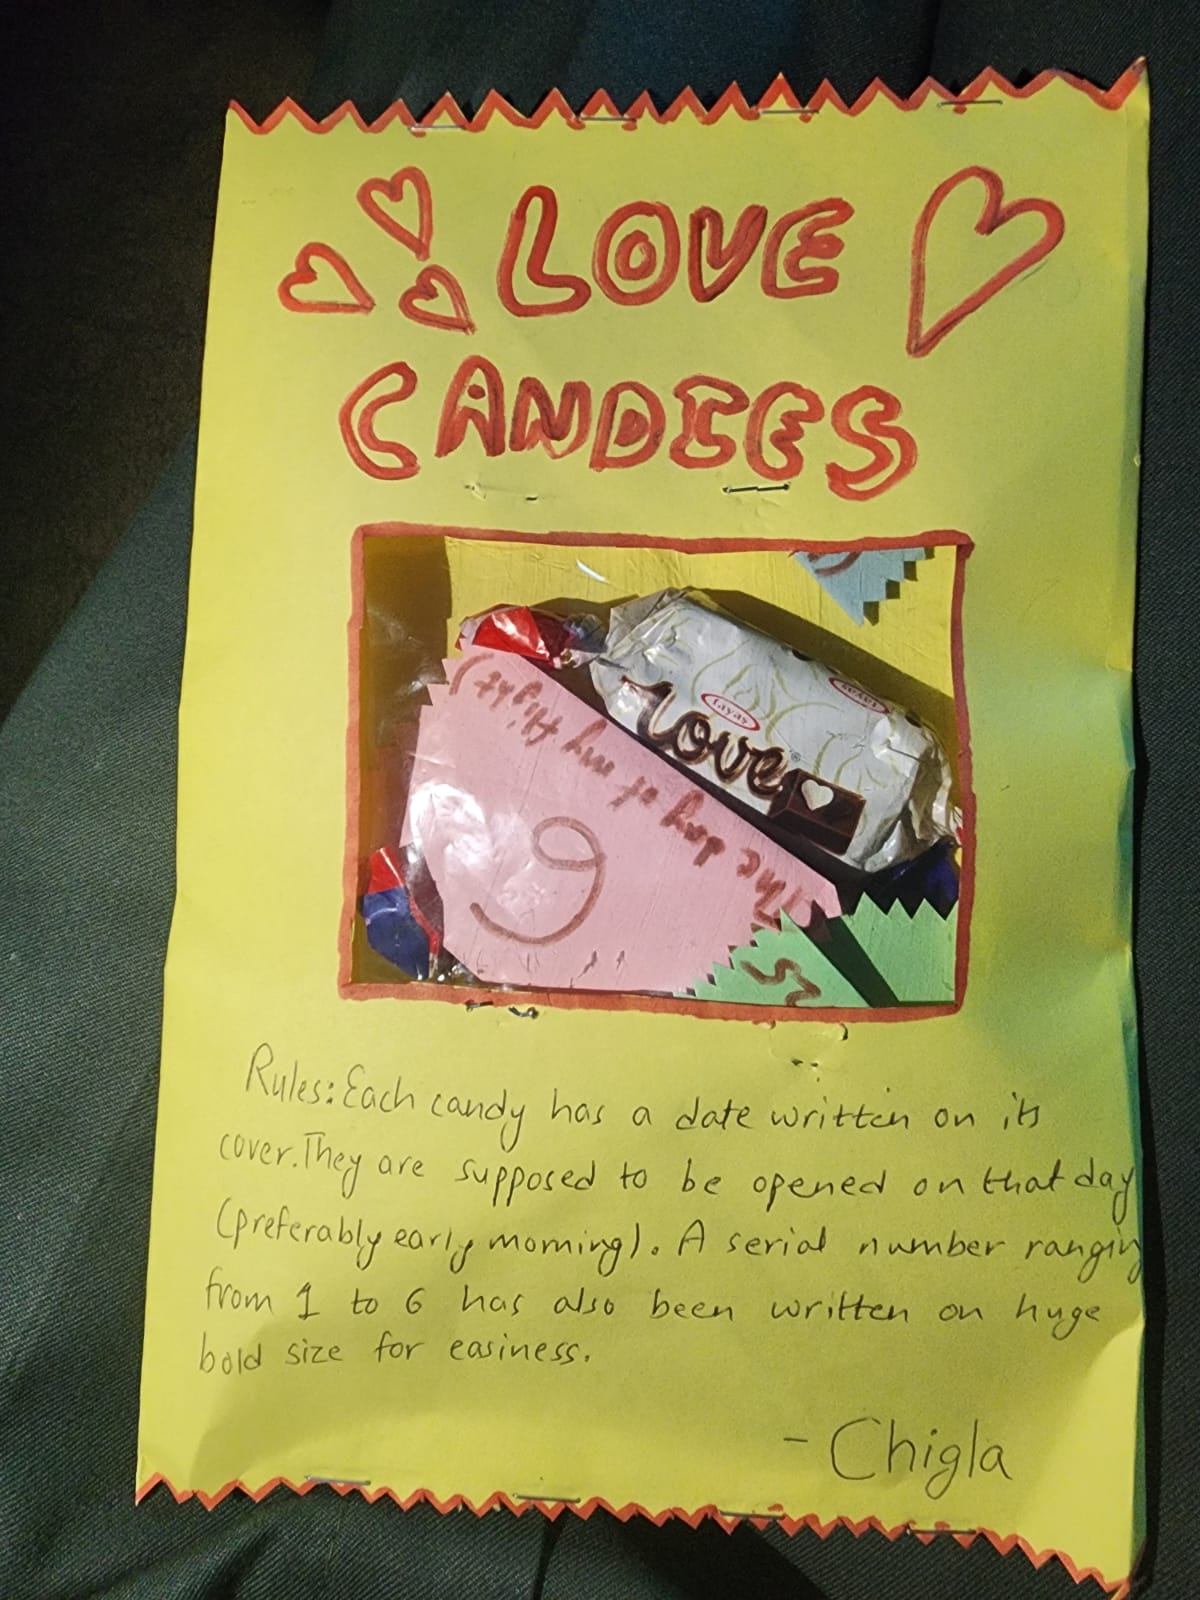 LOVE
CANDIES
Tayas
Love
(The day of my flight)
6
5
Rules: Each candy has a date written on its
cover. They are supposed to be opened on that day
(preferably early morning). A serial number ranging
from 1 to 6 has also been written on huge
bold size for easiness.
- Chigla